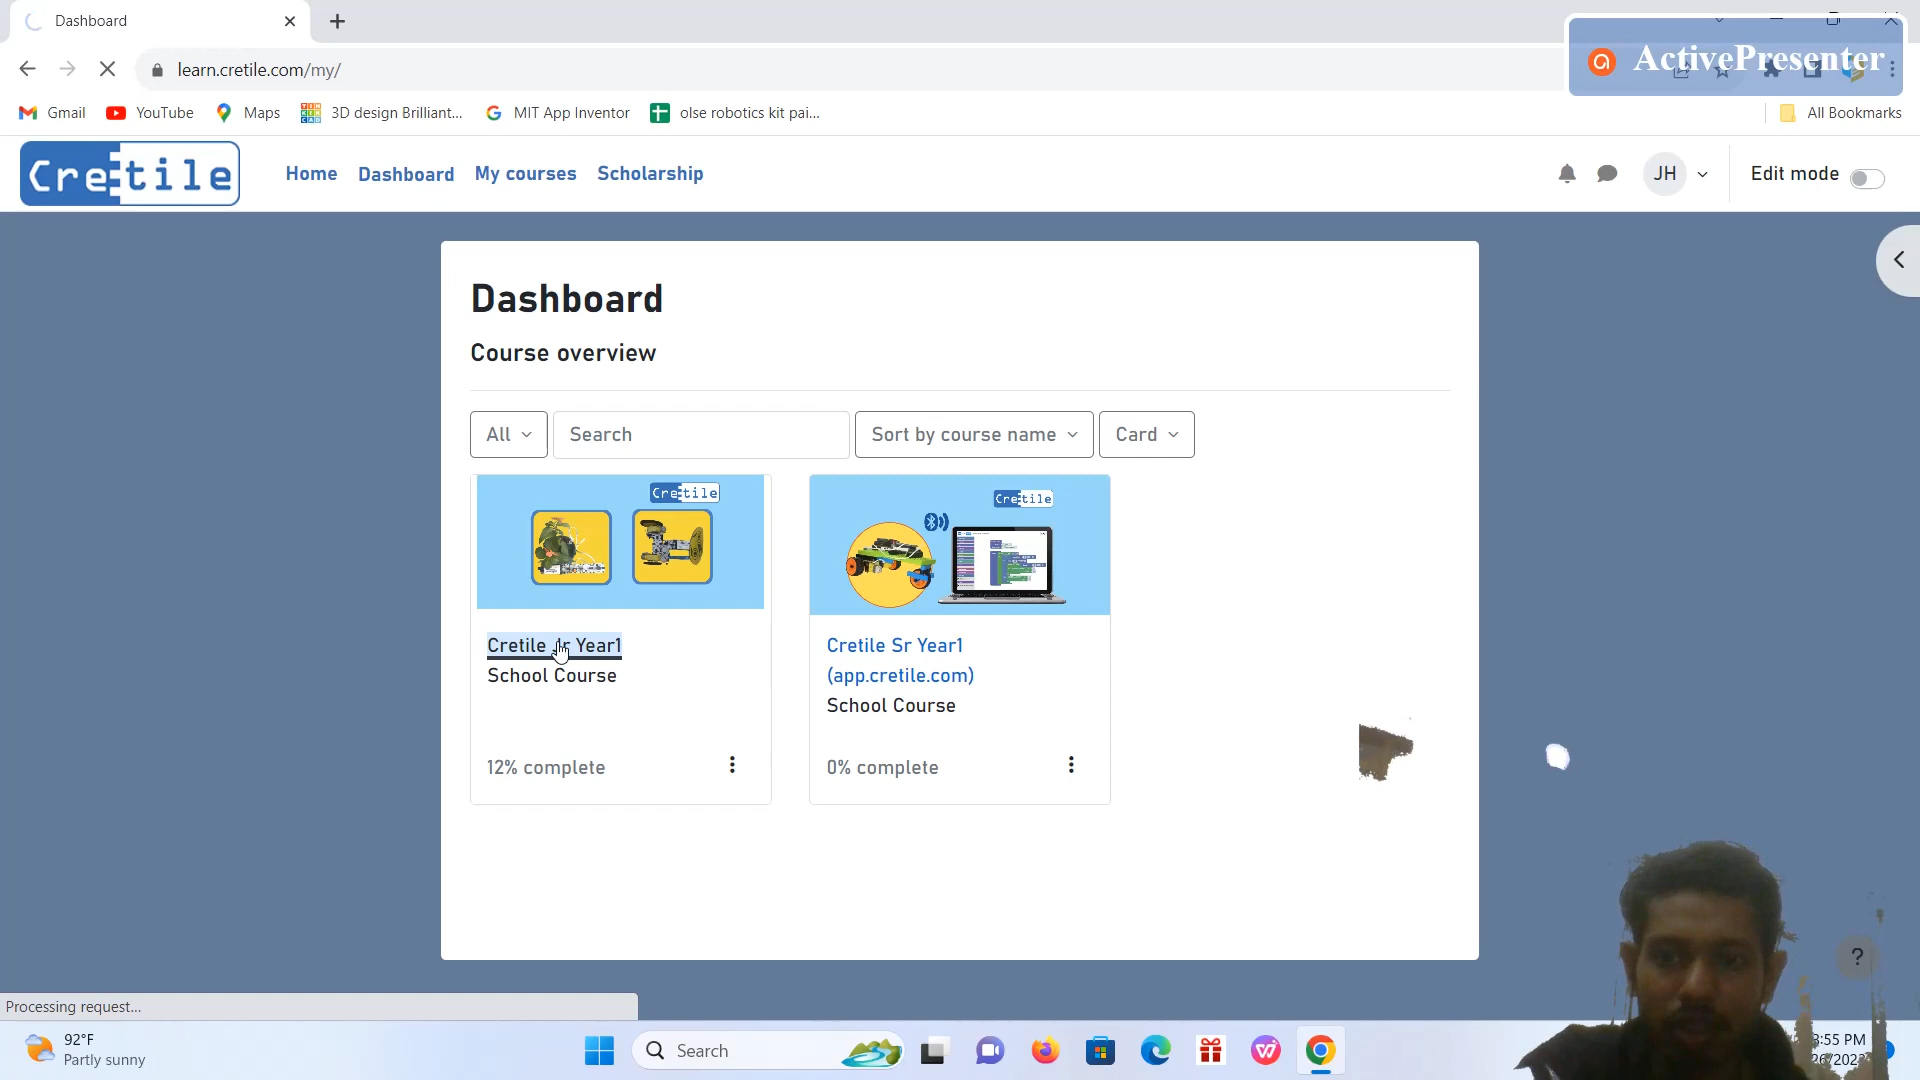 Dashboard
learn.cretile.com/my/
ActivePresenter
Gmail
YouTube
Maps
3D design Brilliant...
MIT App Inventor
olse robotics kit pai...
All Bookmarks
Cretile
Home
Dashboard
My courses
Scholarship
JH
Edit mode
Dashboard
Course overview
All
Search
Sort by course name
Card
Cretile
Cretile
Cretile Jr Year1
School Course
12% complete
Cretile Sr Year1
(app.cretile.com)
School Course
0% complete
?
Processing request...
92°F
Partly sunny
Search
:55 PM